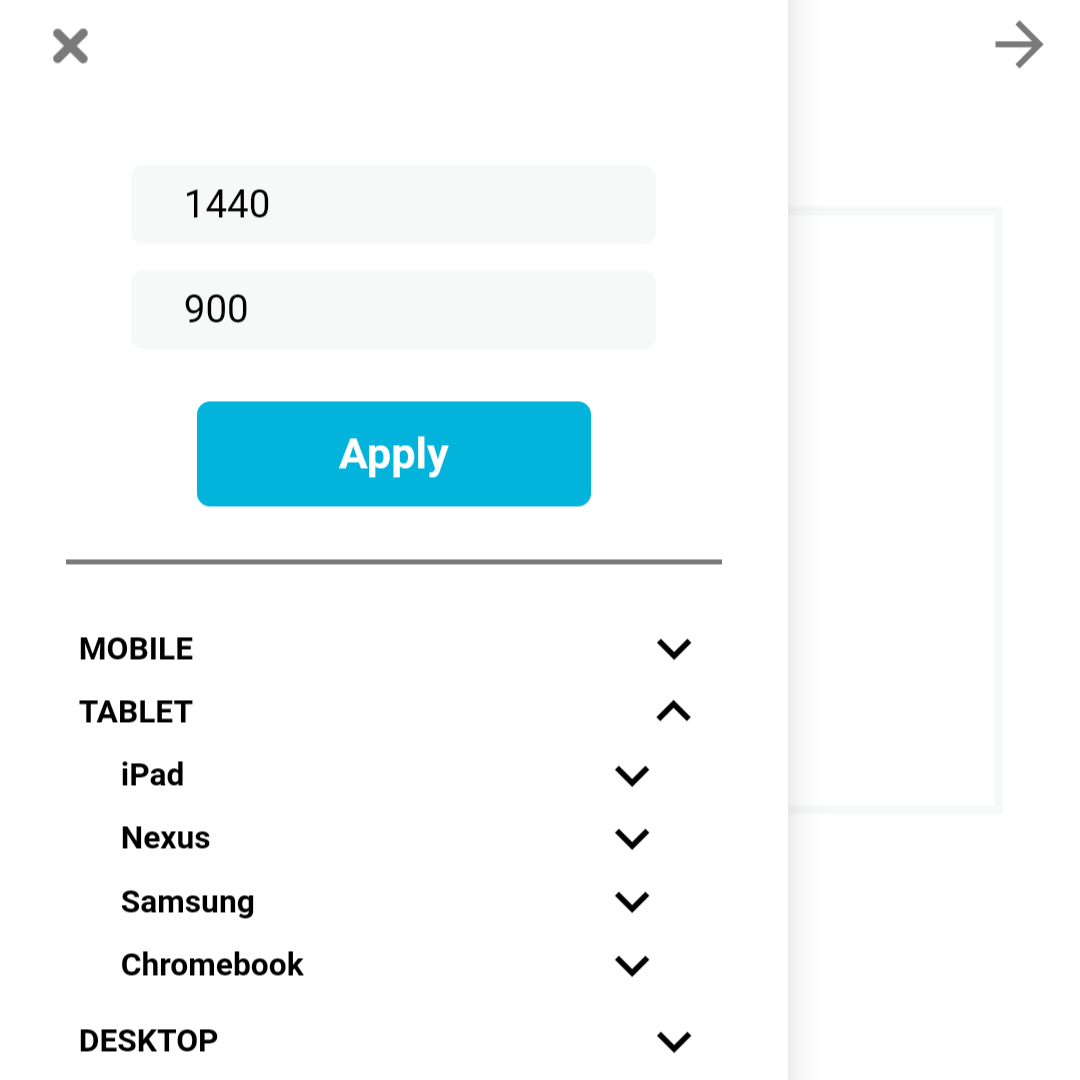 1440
900
Apply
MOBILE
TABLET
iPad
Nexus
Samsung
Chromebook
DESKTOP